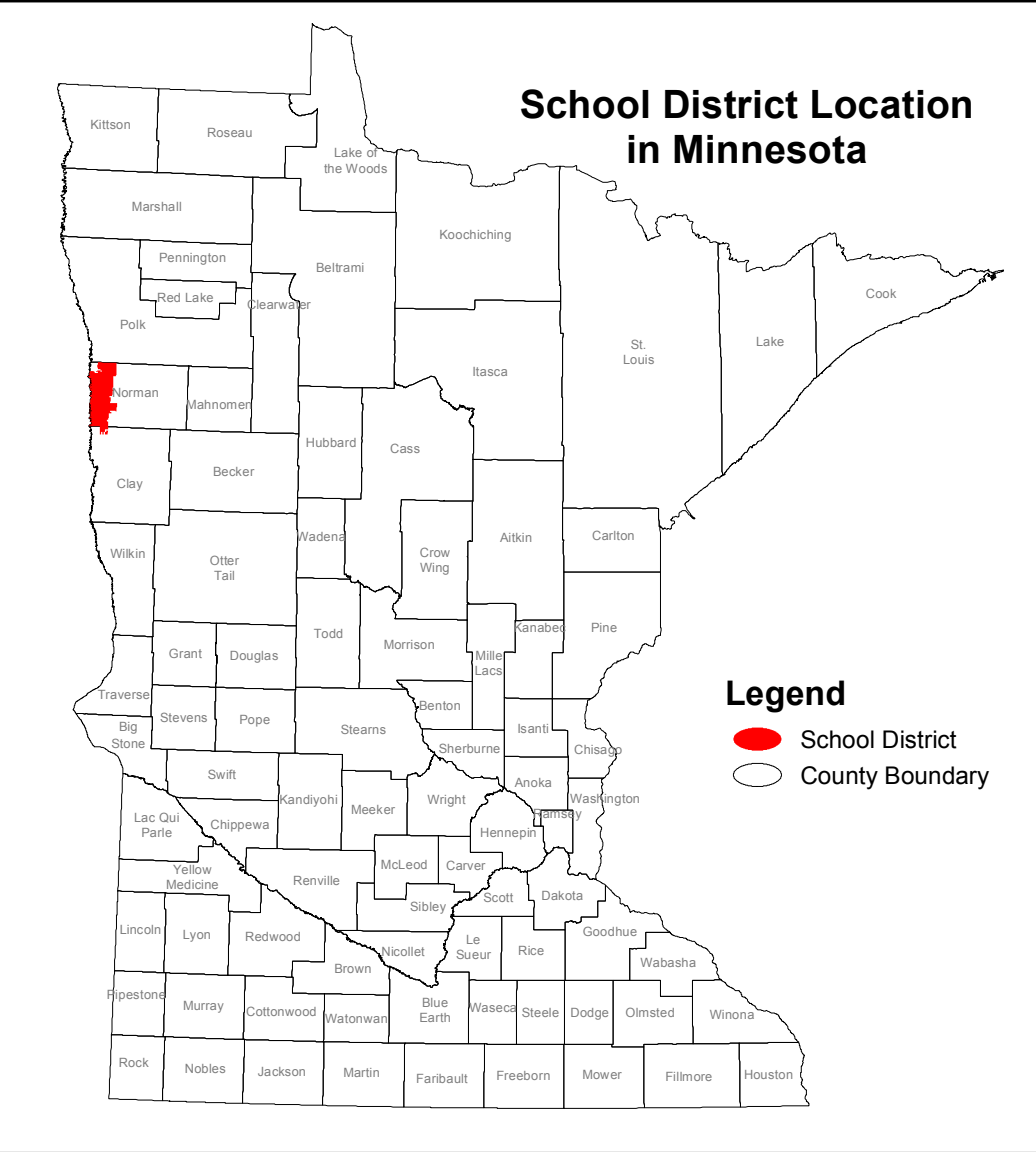 School District Location
in Minnesota
Kittson
Roseau
Lake of
the Woods
Marshall
Koochiching
Pennington
Beltrami
Red Lake
Clearwater
Cook
Polk
St.
Louis
Lake
Itasca
Norman
Mahnomen
Hubbard
Cass
Becker
Clay
Wadena
Aitkin
Carlton
Wilkin
Otter
Tail
Crow
Wing
Todd
Morrison
Kanabec
Pine
Grant
Douglas
Mille
Lacs
Traverse
Stevens
Pope
Stearns
Benton
Isanti
Big
Stone
Sherburne
Chisago
Legend
School District
County Boundary
Swift
Kandiyohi
Meeker
Wright
Anoka
Washington
Ramsey
Lac Qui
Parle
Chippewa
Hennepin
McLeod
Carver
Yellow
Medicine
Renville
Sibley
Scott
Dakota
Lincoln
Lyon
Redwood
Nicollet
Le
Sueur
Rice
Goodhue
Brown
Wabasha
Pipestone
Murray
Cottonwood
Watonwan
Blue
Earth
Waseca
Steele
Dodge
Olmsted
Winona
Rock
Nobles
Jackson
Martin
Faribault
Freeborn
Mower
Fillmore
Houston